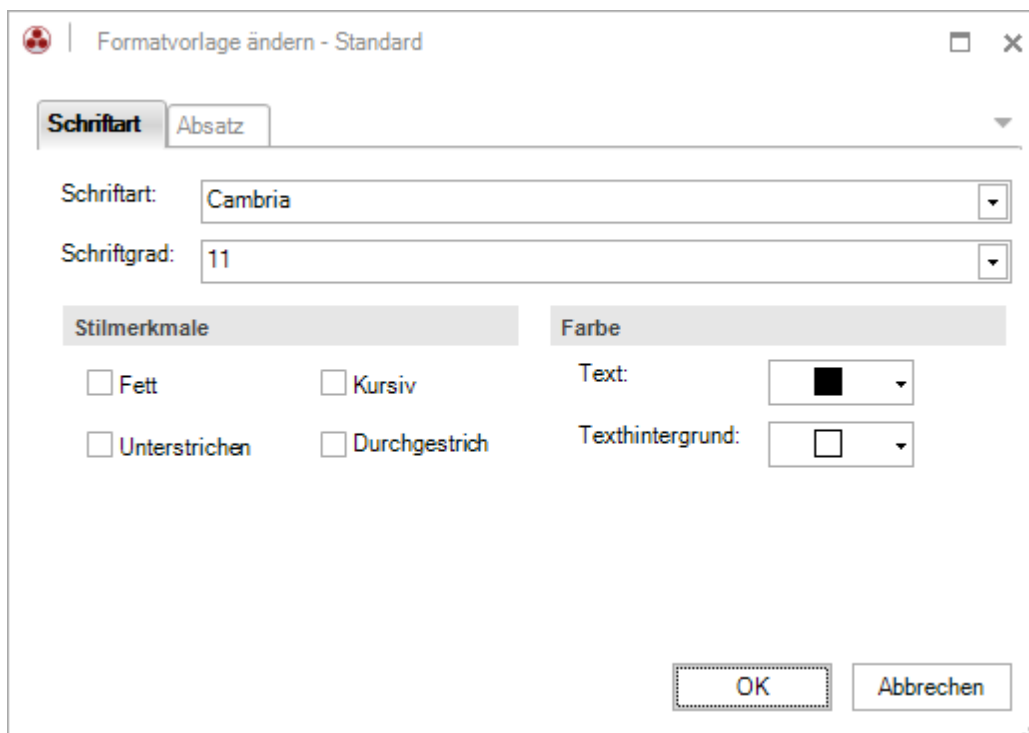 Formatvorlage ändern - Standard
Schriftart Absatz
Schriftart: Cambria
Schriftgrad: 11
Stilmerkmale Farbe
Fett Kursiv Text:
Unterstrichen Durchgestrich Texthintergrund:
OK Abbrechen